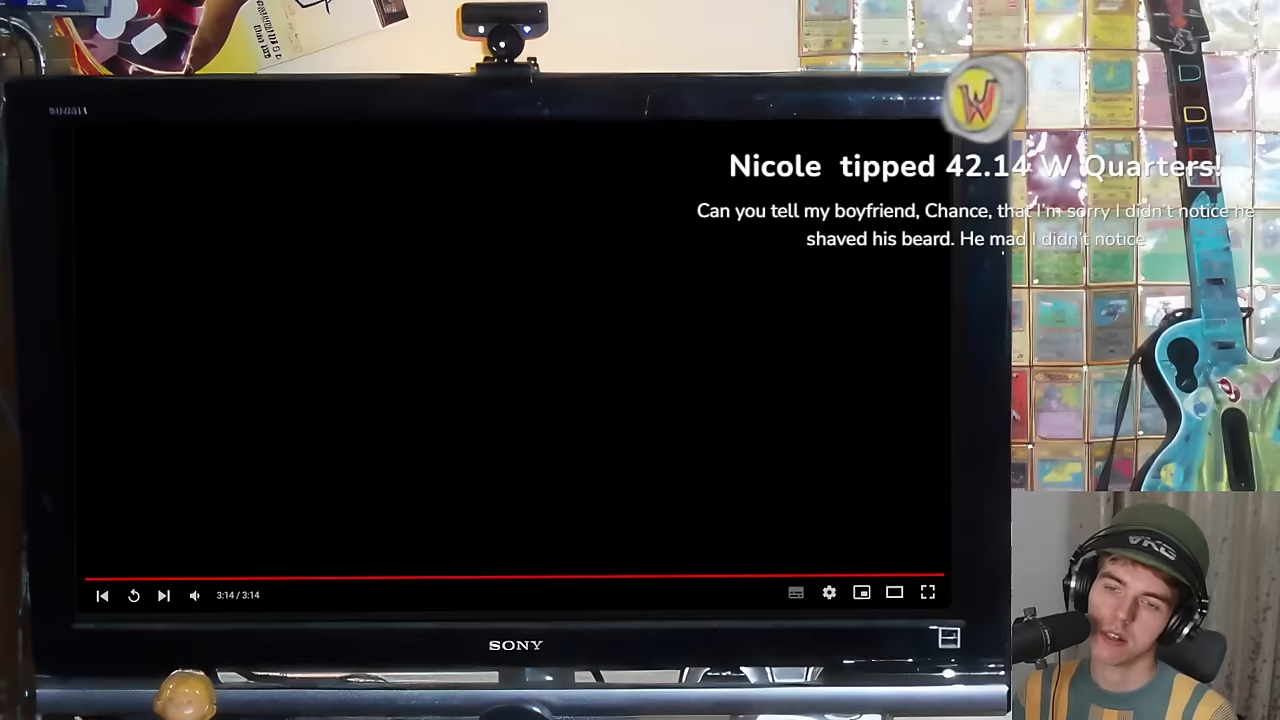 Nicole tipped 42.14 W Quarters!
Can you tell my boyfriend, Chance, that I'm sorry I didn't notice he
shaved his beard. He mad I didn't notice
3:14 / 3:14
SONY
AKG